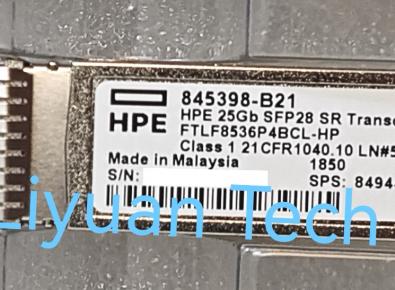 845398-B21
HPE
HPE 25Gb SFP28 SR Transc
FTLF8536P4BCL-HP
Class 1 21CFR1040.10 LN#5
Made in Malaysia 1850
S/N:
SPS: 8494
Liyuan Tech